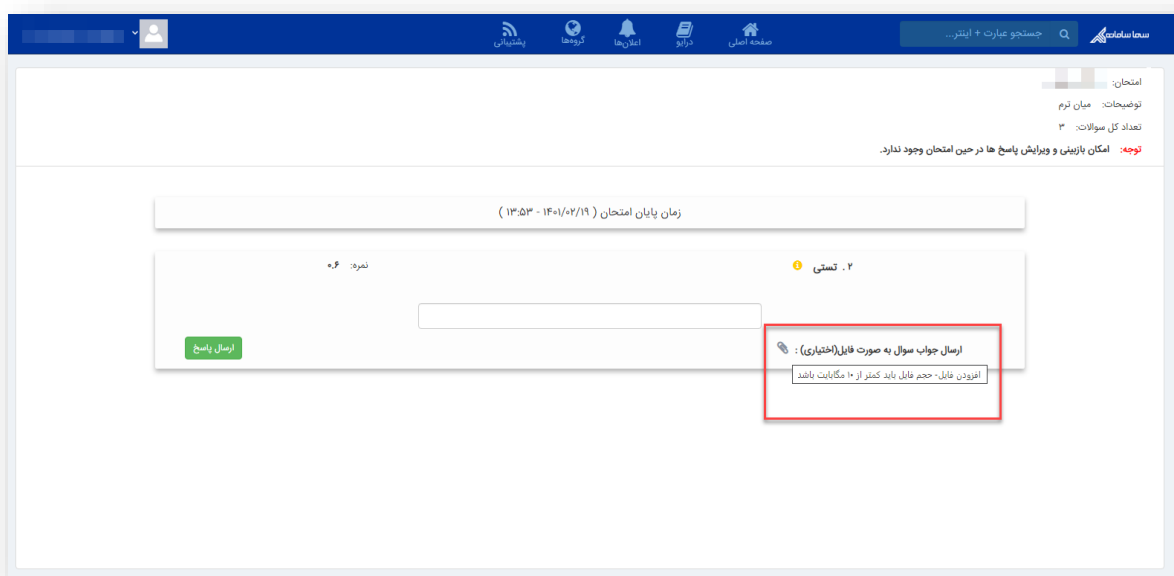 سما سامانه
جستجو عبارت + اینتر...
صفحه اصلی
درایو
اعلان‌ها
گروه‌ها
پشتیبانی
امتحان:
توضیحات: میان ترم
تعداد کل سوالات: ۳
توجه: امکان بازبینی و ویرایش پاسخ ها در حین امتحان وجود ندارد.
زمان پایان امتحان ( ۱۴۰۱/۰۲/۱۹ - ۱۳:۵۳ )
۲ . تستی
نمره: ۰.۶
ارسال جواب سوال به صورت فایل(اختیاری) :
ارسال پاسخ
افزودن فایل- حجم فایل باید کمتر از ۱۰ مگابایت باشد